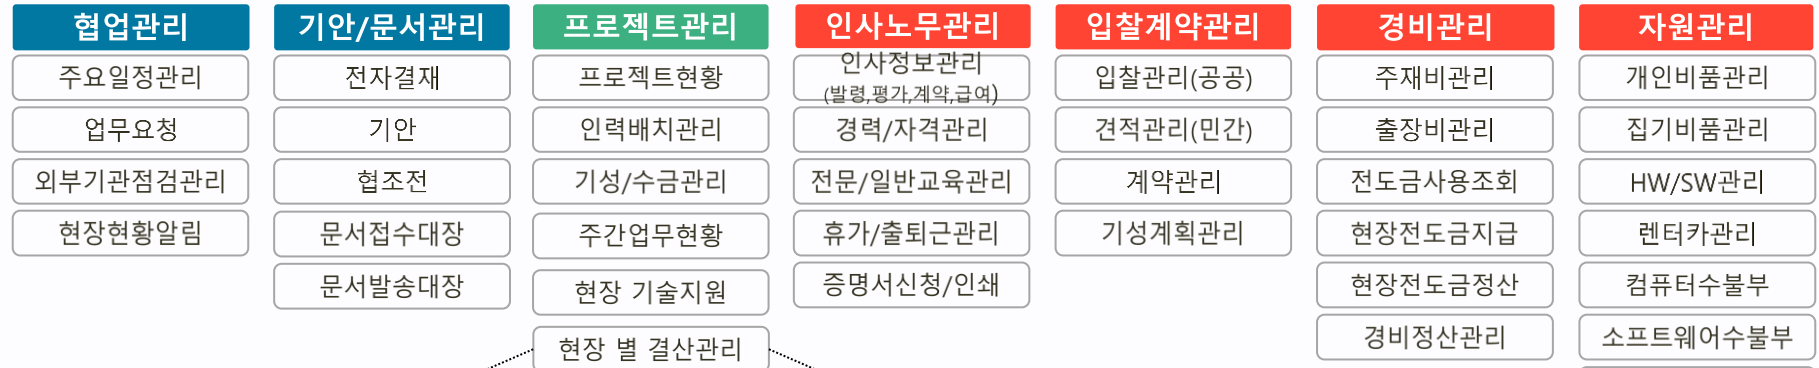 협업관리
주요일정관리
업무요청
외부기관점검관리
현장현황알림
기안/문서관리
전자결재
기안
협조전
문서접수대장
문서발송대장
프로젝트관리
프로젝트현황
인력배치관리
기성/수금관리
주간업무현황
현장 기술지원
현장 별 결산관리
인사노무관리
인사정보관리
(발령,평가,계약,급여)
경력/자격관리
전문/일반교육관리
휴가/출퇴근관리
증명서신청/인쇄
입찰계약관리
입찰관리(공공)
견적관리(민간)
계약관리
기성계획관리
경비관리
주재비관리
출장비관리
전도금사용조회
현장전도금지급
현장전도금정산
경비정산관리
자원관리
개인비품관리
집기비품관리
HW/SW관리
렌터카관리
컴퓨터수불부
소프트웨어수불부